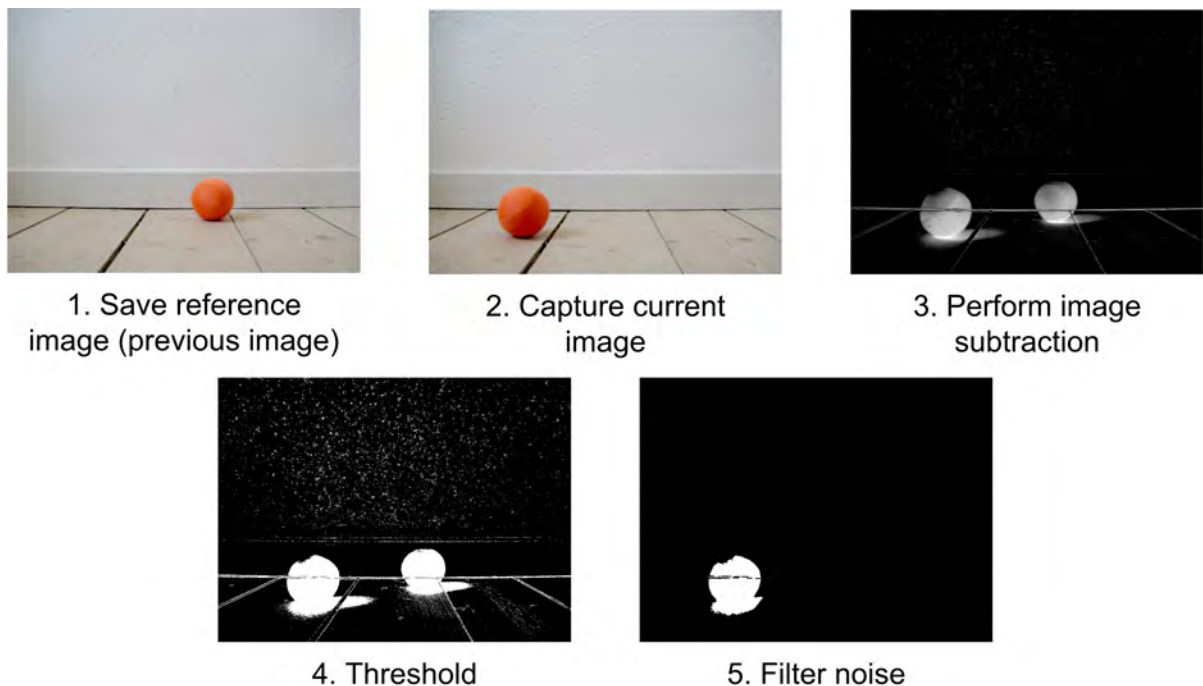 1. Save reference
image (previous image)
2. Capture current
image
3. Perform image
subtraction
4. Threshold
5. Filter noise